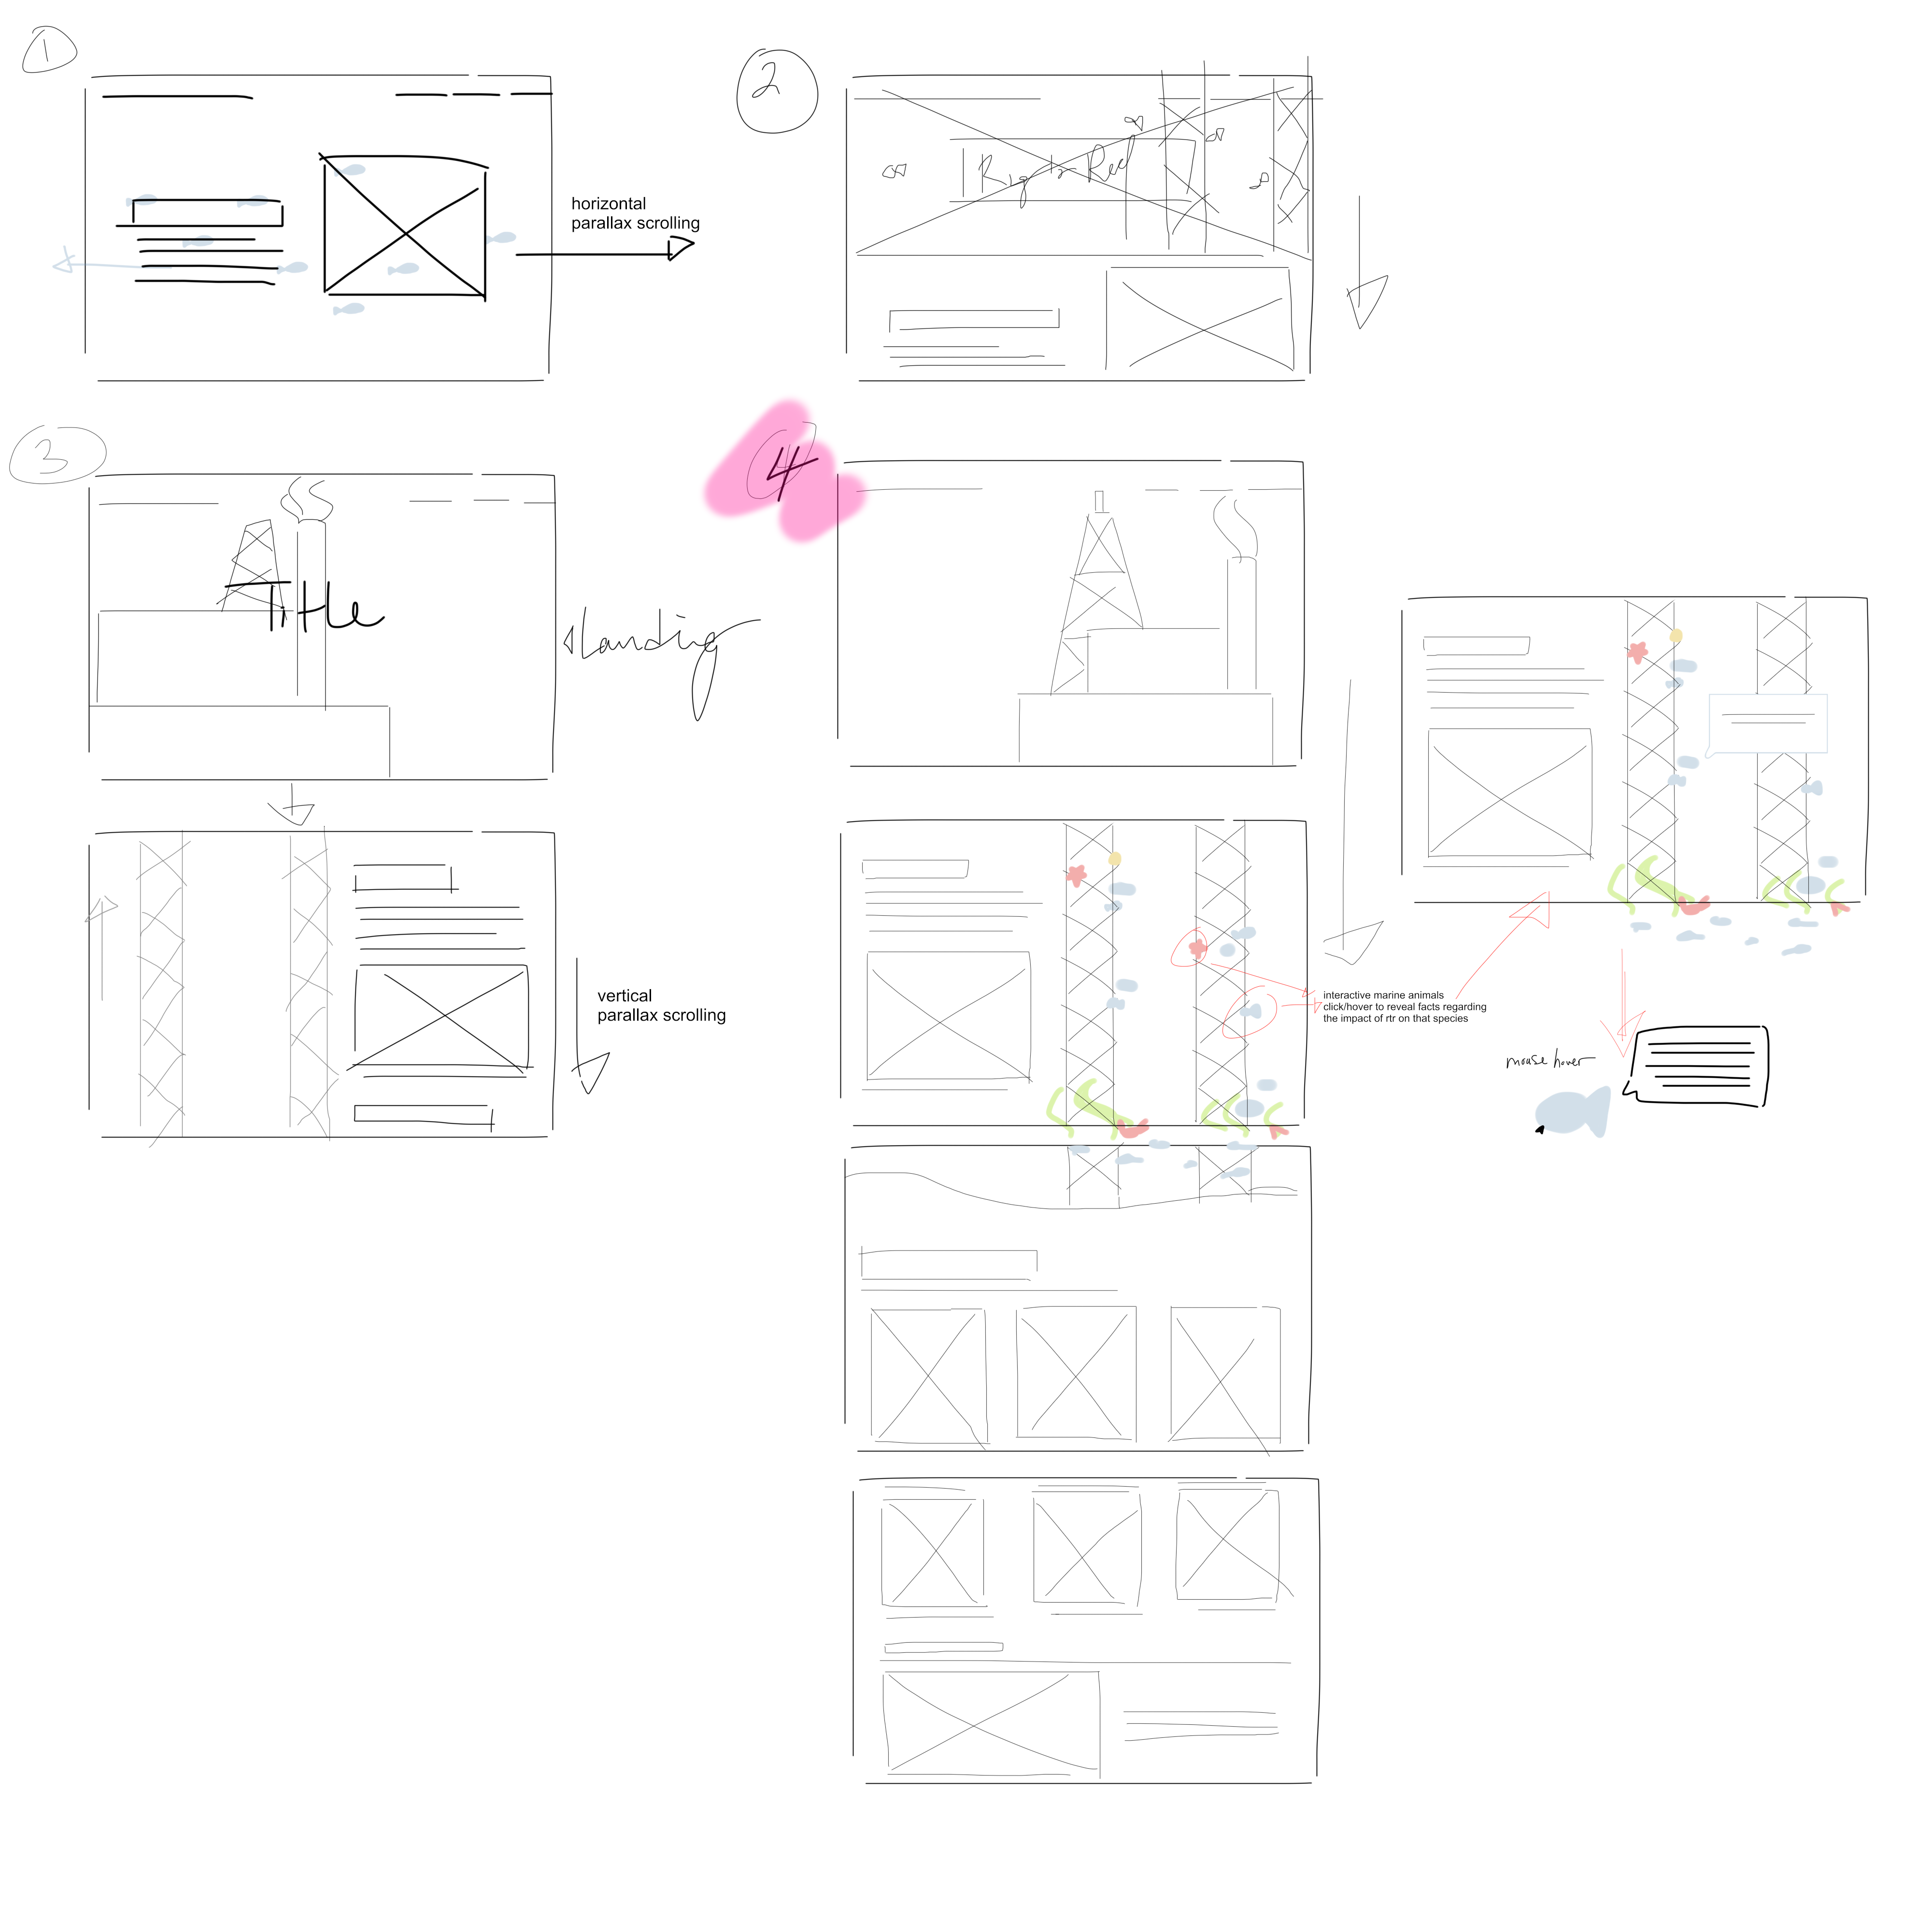 1
2
horizontal
parallax scrolling
Rigs to Reef
3
4
Title
Landing
vertical
parallax scrolling
interactive marine animals
click/hover to reveal facts regarding
the impact of rtr on that species
mouse hover